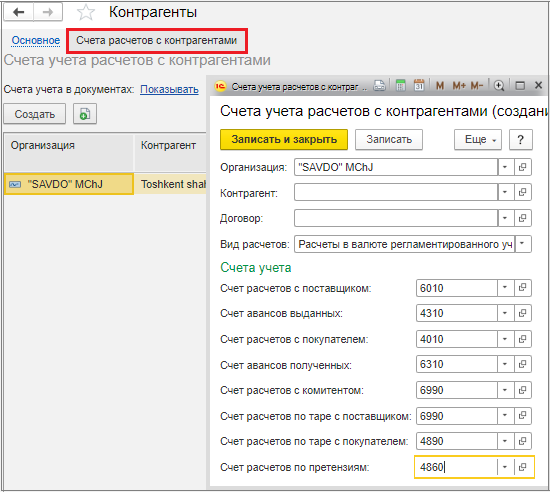 Контрагенты
Основное Счета расчетов с контрагентами
Счета учета расчетов с контрагентами
Счета учета в документах: Показывать
Создать
Организация Контрагент
"SAVDO" MChJ Toshkent shah
1С Счета учета расчетов с контраг... M M+ M-
Счета учета расчетов с контрагентами (создани
Записать и закрыть Записать Еще ?
Организация: "SAVDO" MChJ
Контрагент:
Договор:
Вид расчетов: Расчеты в валюте регламентированного уч
Счета учета
Счет расчетов с поставщиком: 6010
Счет авансов выданных: 4310
Счет расчетов с покупателем: 4010
Счет авансов полученных: 6310
Счет расчетов с комитентом: 6990
Счет расчетов по таре с поставщиком: 6990
Счет расчетов по таре с покупателем: 4890
Счет расчетов по претензиям: 4860